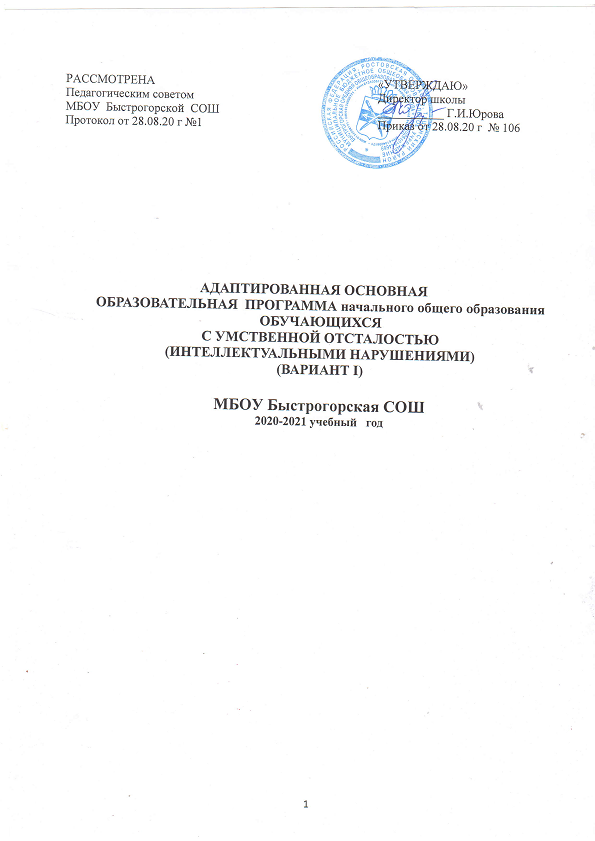 РАССМОТРЕНА
Педагогическим советом
МБОУ Быстрогорской СОШ
Протокол от 28.08.20 г №1
«УТВЕРЖДАЮ»
Директор школы
Г.И.Юрова
Приказ от 28.08.20 г № 106
АДАПТИРОВАННАЯ ОСНОВНАЯ
ОБРАЗОВАТЕЛЬНАЯ ПРОГРАММА начального общего образования
ОБУЧАЮЩИХСЯ
С УМСТВЕННОЙ ОТСТАЛОСТЬЮ
(ИНТЕЛЛЕКТУАЛЬНЫМИ НАРУШЕНИЯМИ)
(ВАРИАНТ I)
МБОУ Быстрогорская СОШ
2020-2021 учебный год
1